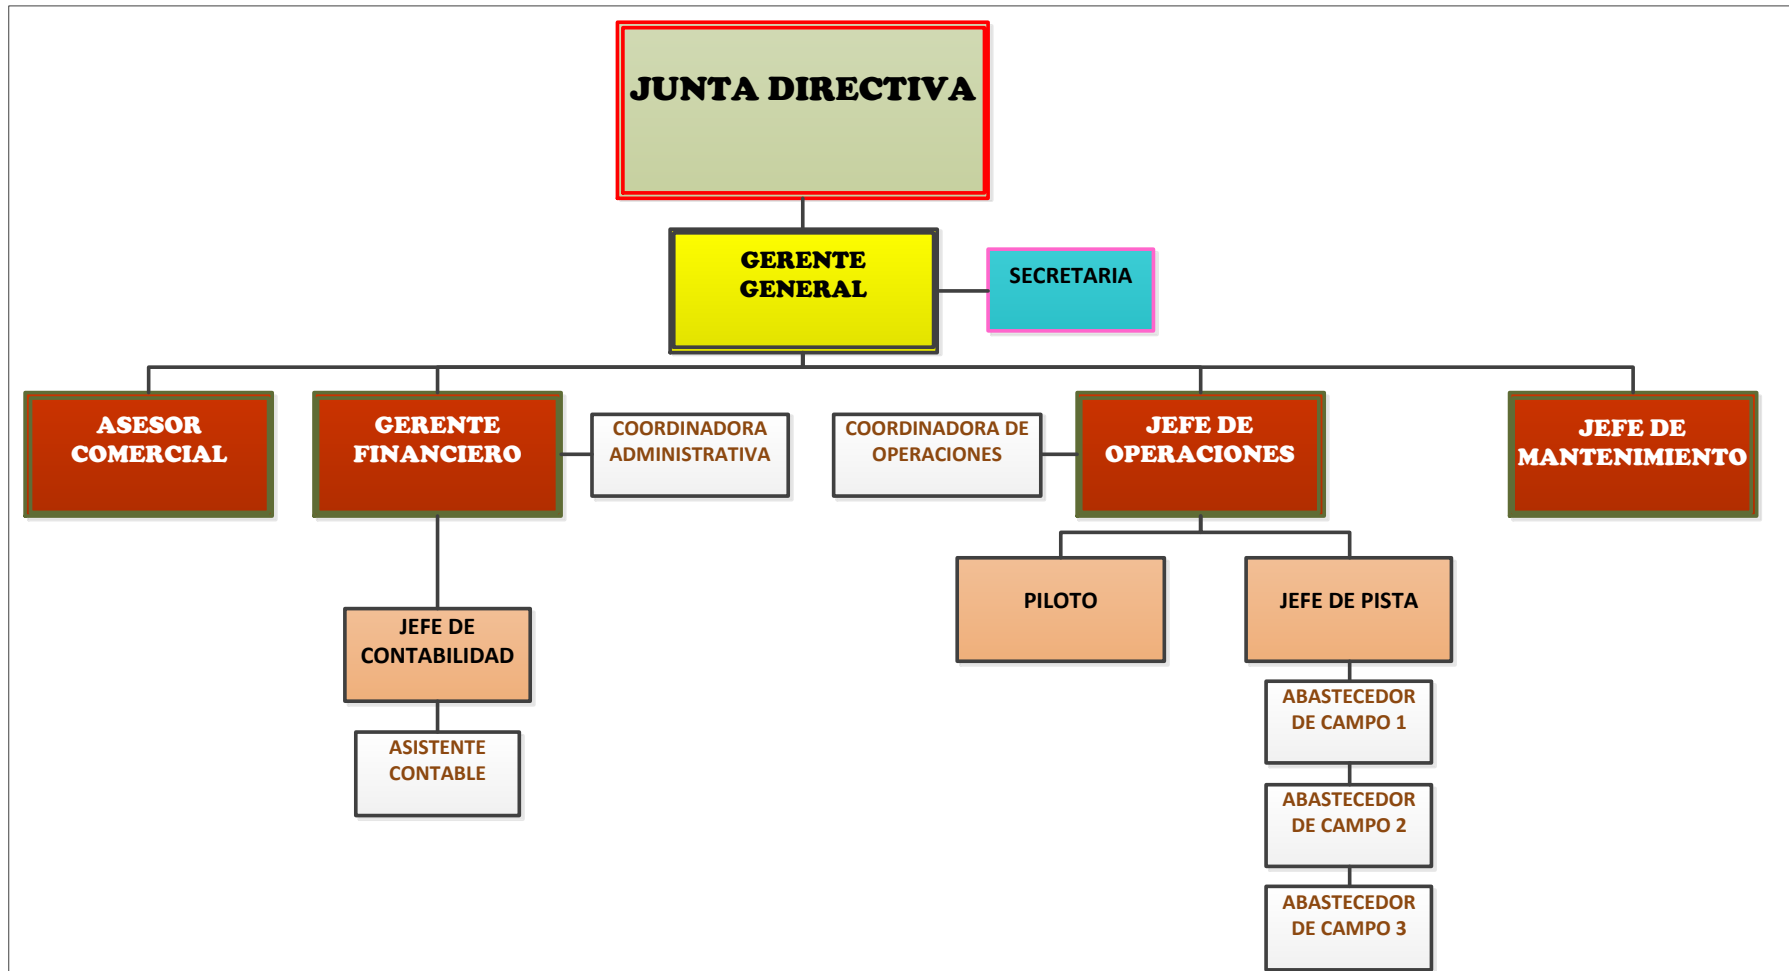 JUNTA DIRECTIVA
GERENTE
GENERAL
SECRETARIA
ASESOR
COMERCIAL
GERENTE
FINANCIERO
COORDINADORA
ADMINISTRATIVA
COORDINADORA DE
OPERACIONES
JEFE DE
OPERACIONES
JEFE DE
MANTENIMIENTO
PILOTO
JEFE DE PISTA
JEFE DE
CONTABILIDAD
ASISTENTE
CONTABLE
ABASTECEDOR
DE CAMPO 1
ABASTECEDOR
DE CAMPO 2
ABASTECEDOR
DE CAMPO 3